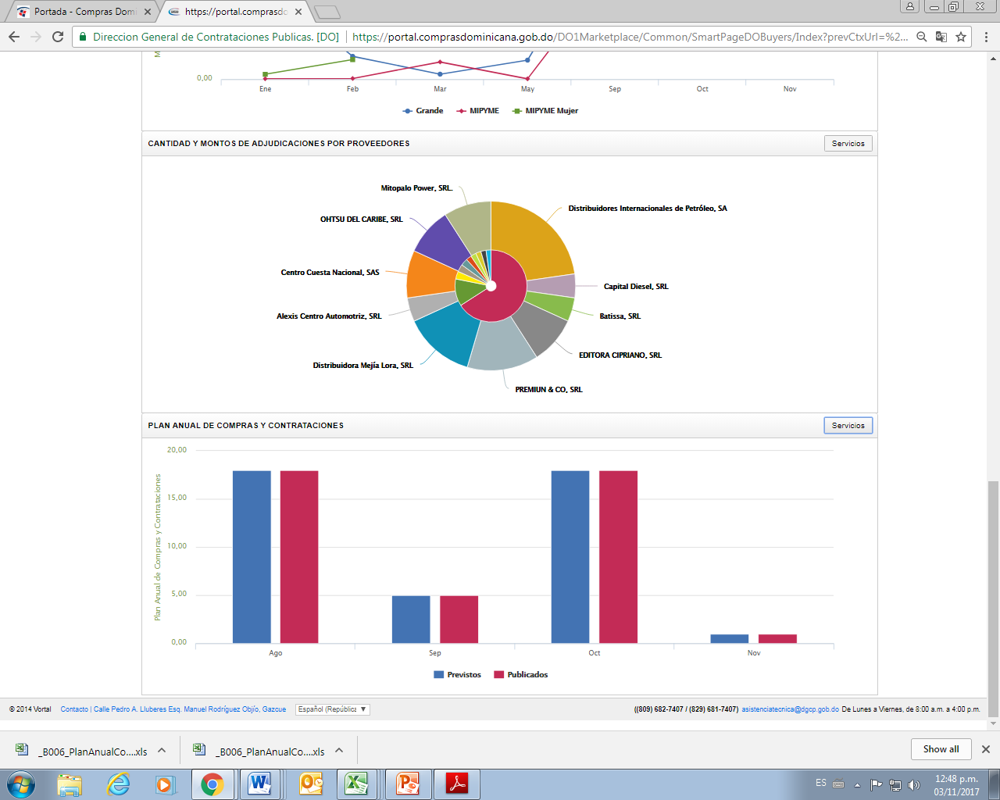 Portada - Compras Domi
https://portal.comprasdo
Direccion General de Contrataciones Publicas. [DO]
https://portal.comprasdominicana.gob.do/DO1Marketplace/Common/SmartPageDOBuyers/Index?prevCtxUrl=%2...
0,00
Ene Feb Mar May Sep Oct Nov
Grande MIPYME MIPYME Mujer
CANTIDAD Y MONTOS DE ADJUDICACIONES POR PROVEEDORES
Servicios
Mitopalo Power, SRL.
Distribuidores Internacionales de Petróleo, SA
OHTSU DEL CARIBE, SRL
Centro Cuesta Nacional, SAS
Capital Diesel, SRL
Alexis Centro Automotriz, SRL
Batissa, SRL
EDITORA CIPRIANO, SRL
Distribuidora Mejía Lora, SRL
PREMIUN & CO, SRL
PLAN ANUAL DE COMPRAS Y CONTRATACIONES
Servicios
Plan Anual de Compras y Contrataciones
20,00
15,00
10,00
5,00
0,00
Ago Sep Oct Nov
Previstos Publicados
© 2014 Vortal Contacto | Calle Pedro A. Lluberes Esq. Manuel Rodríguez Objío, Gazcue Español (Repúblic
((809) 682-7407 / (829) 681-7407) asistenciatecnica@dgcp.gob.do De Lunes a Viernes, de 8:00 a.m. a 4:00 p.m.
_B006_PlanAnualCo....xls
_B006_PlanAnualCo....xls
Show all
ES
12:48 p.m.
03/11/2017